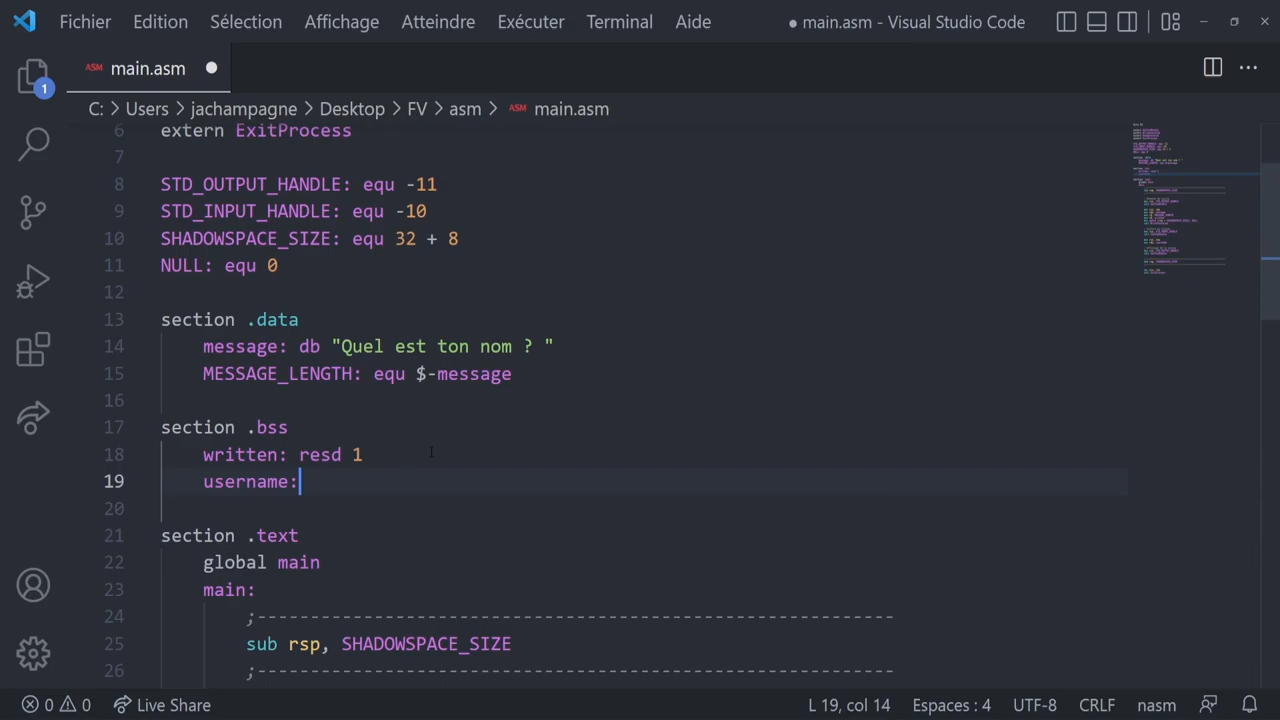 Fichier Edition Sélection Affichage Atteindre Exécuter Terminal Aide ● main.asm - Visual Studio Code
ASM main.asm
1
C: > Users > jachampagne > Desktop > FV > asm > ASM main.asm
6 extern ExitProcess
7
8 STD_OUTPUT_HANDLE: equ -11
9 STD_INPUT_HANDLE: equ -10
10 SHADOWSPACE_SIZE: equ 32 + 8
11 NULL: equ 0
12
13 section .data
14 message: db "Quel est ton nom ? "
15 MESSAGE_LENGTH: equ $-message
16
17 section .bss
18 written: resd 1
19 username:
20
21 section .text
22 global main
23 main:
24 ;------------------------------------------------------------
25 sub rsp, SHADOWSPACE_SIZE
26 ;------------------------------------------------------------
0 0 Live Share L 19, col 14 Espaces : 4 UTF-8 CRLF nasm